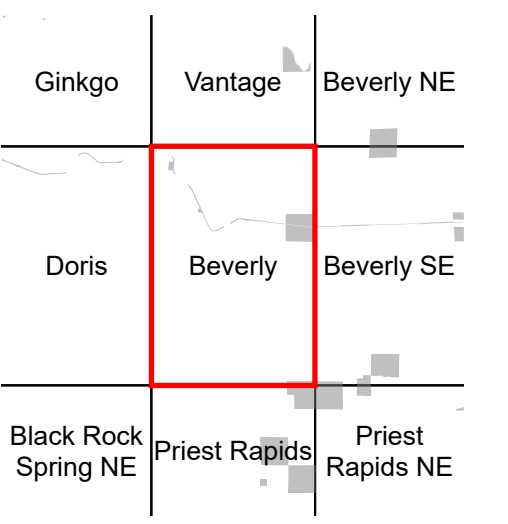 Ginkgo
Vantage
Beverly NE
Doris
Beverly
Beverly SE
Black Rock
Spring NE
Priest Rapids
Priest
Rapids NE